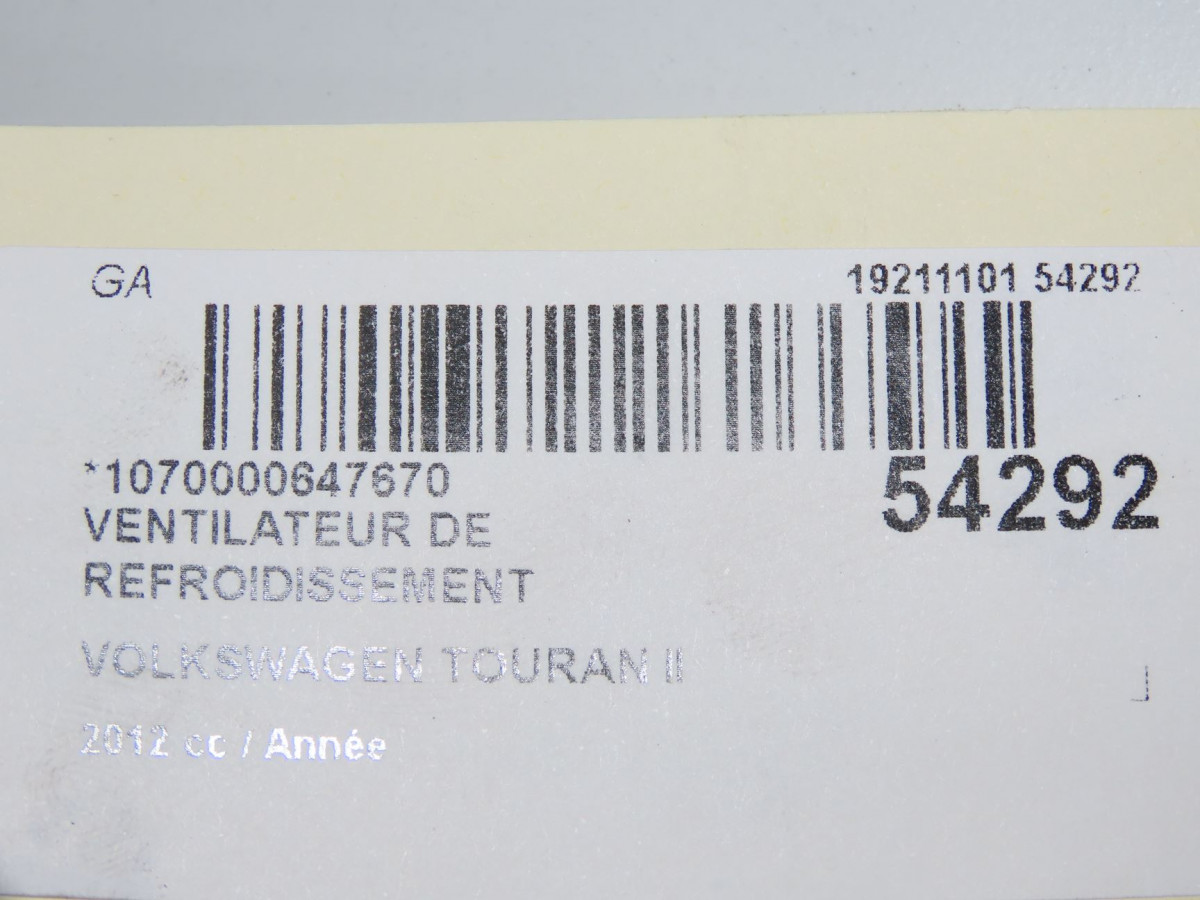 GA 19211101 54292
*1070000647670
54292
VENTILATEUR DE
REFROIDISSEMENT
VOLKSWAGEN TOURAN II
2012 cc / Année